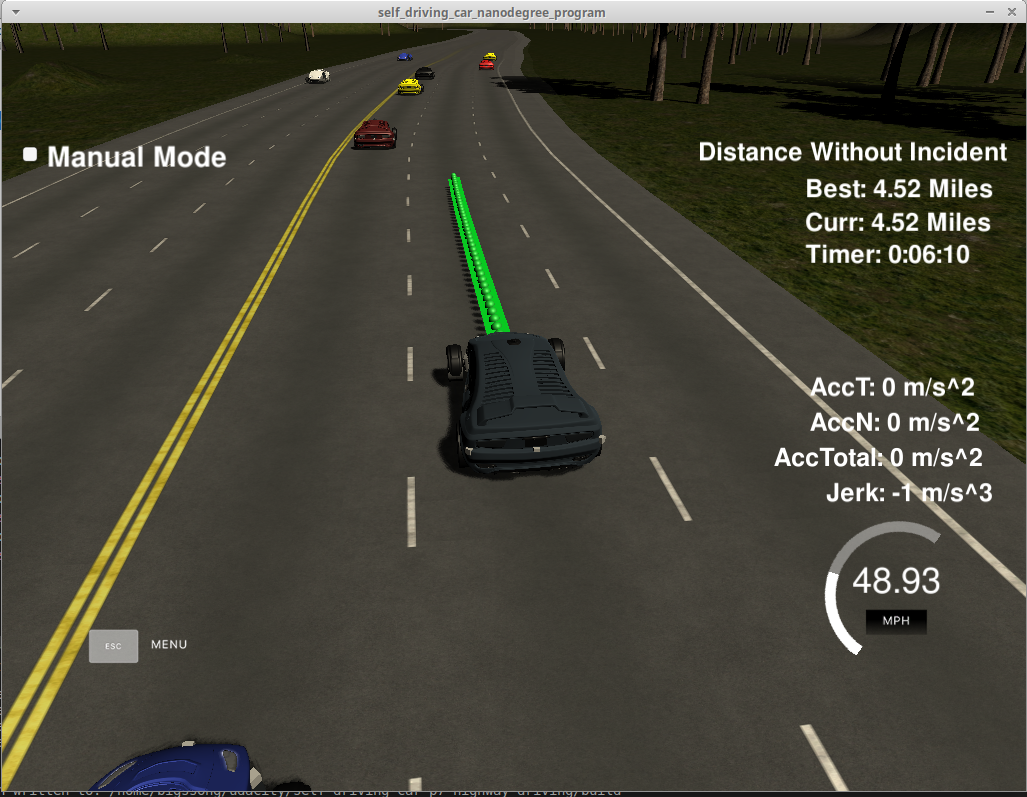 self_driving_car_nanodegree_program
Manual Mode
Distance Without Incident
Best: 4.52 Miles
Curr: 4.52 Miles
Timer: 0:06:10
AccT: 0 m/s^2
AccN: 0 m/s^2
AccTotal: 0 m/s^2
Jerk: -1 m/s^3
48.93
MPH
ESC
MENU